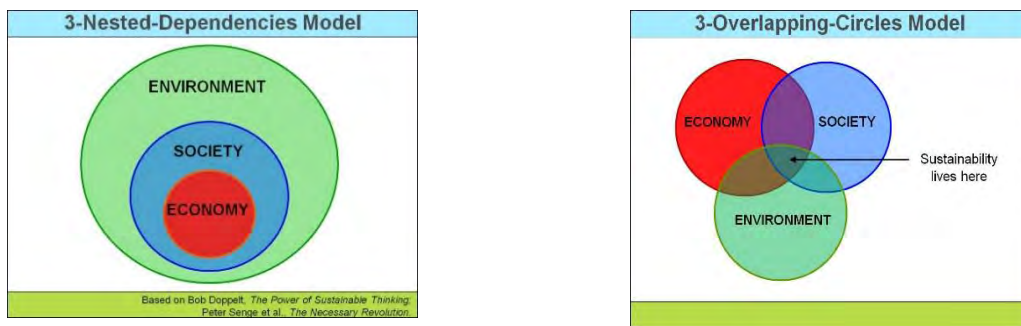 3-Nested-Dependencies Model
ENVIRONMENT
SOCIETY
ECONOMY
Based on Bob Doppelt, The Power of Sustainable Thinking;
Peter Senge et al., The Necessary Revolution.
3-Overlapping-Circles Model
ECONOMY
SOCIETY
Sustainability
lives here
ENVIRONMENT